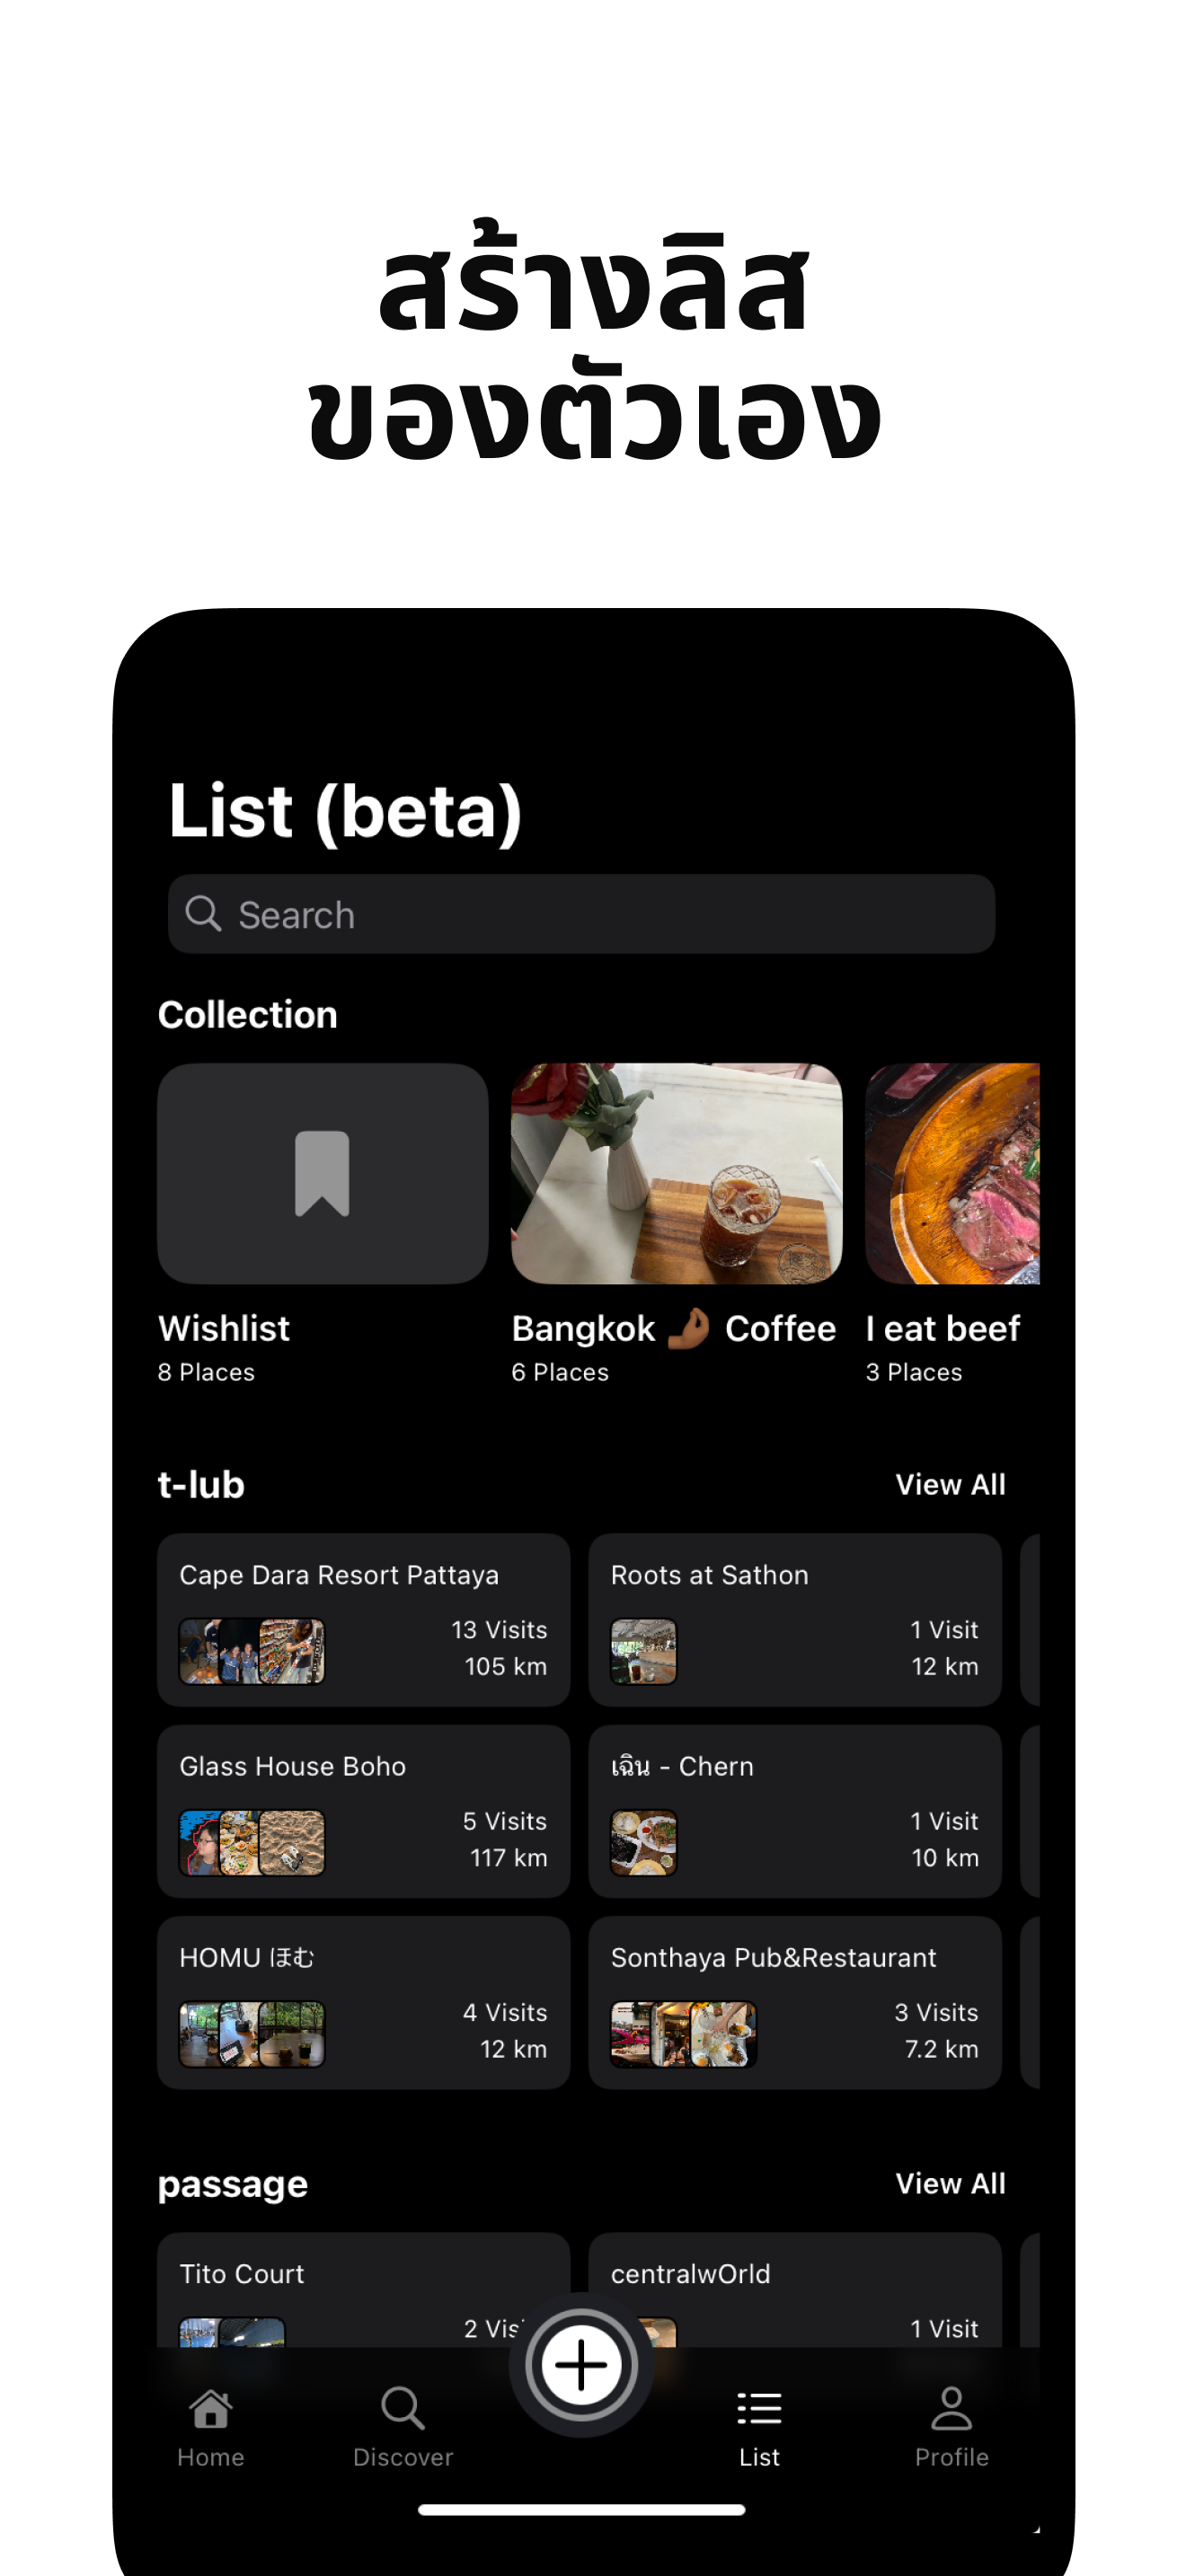 สร้างลิส
ของตัวเอง
List (beta)
Search
Collection
Wishlist
8 Places
Bangkok 🤌🏾 Coffee
6 Places
I eat beef
3 Places
t-lub
View All
Cape Dara Resort Pattaya
13 Visits
105 km
Roots at Sathon
1 Visit
12 km
Glass House Boho
5 Visits
117 km
เฉิน - Chern
1 Visit
10 km
HOMU ほむ
4 Visits
12 km
Sonthaya Pub&Restaurant
3 Visits
7.2 km
passage
View All
Tito Court
2 Vis
centralwOrld
1 Visit
Home
Discover
List
Profile